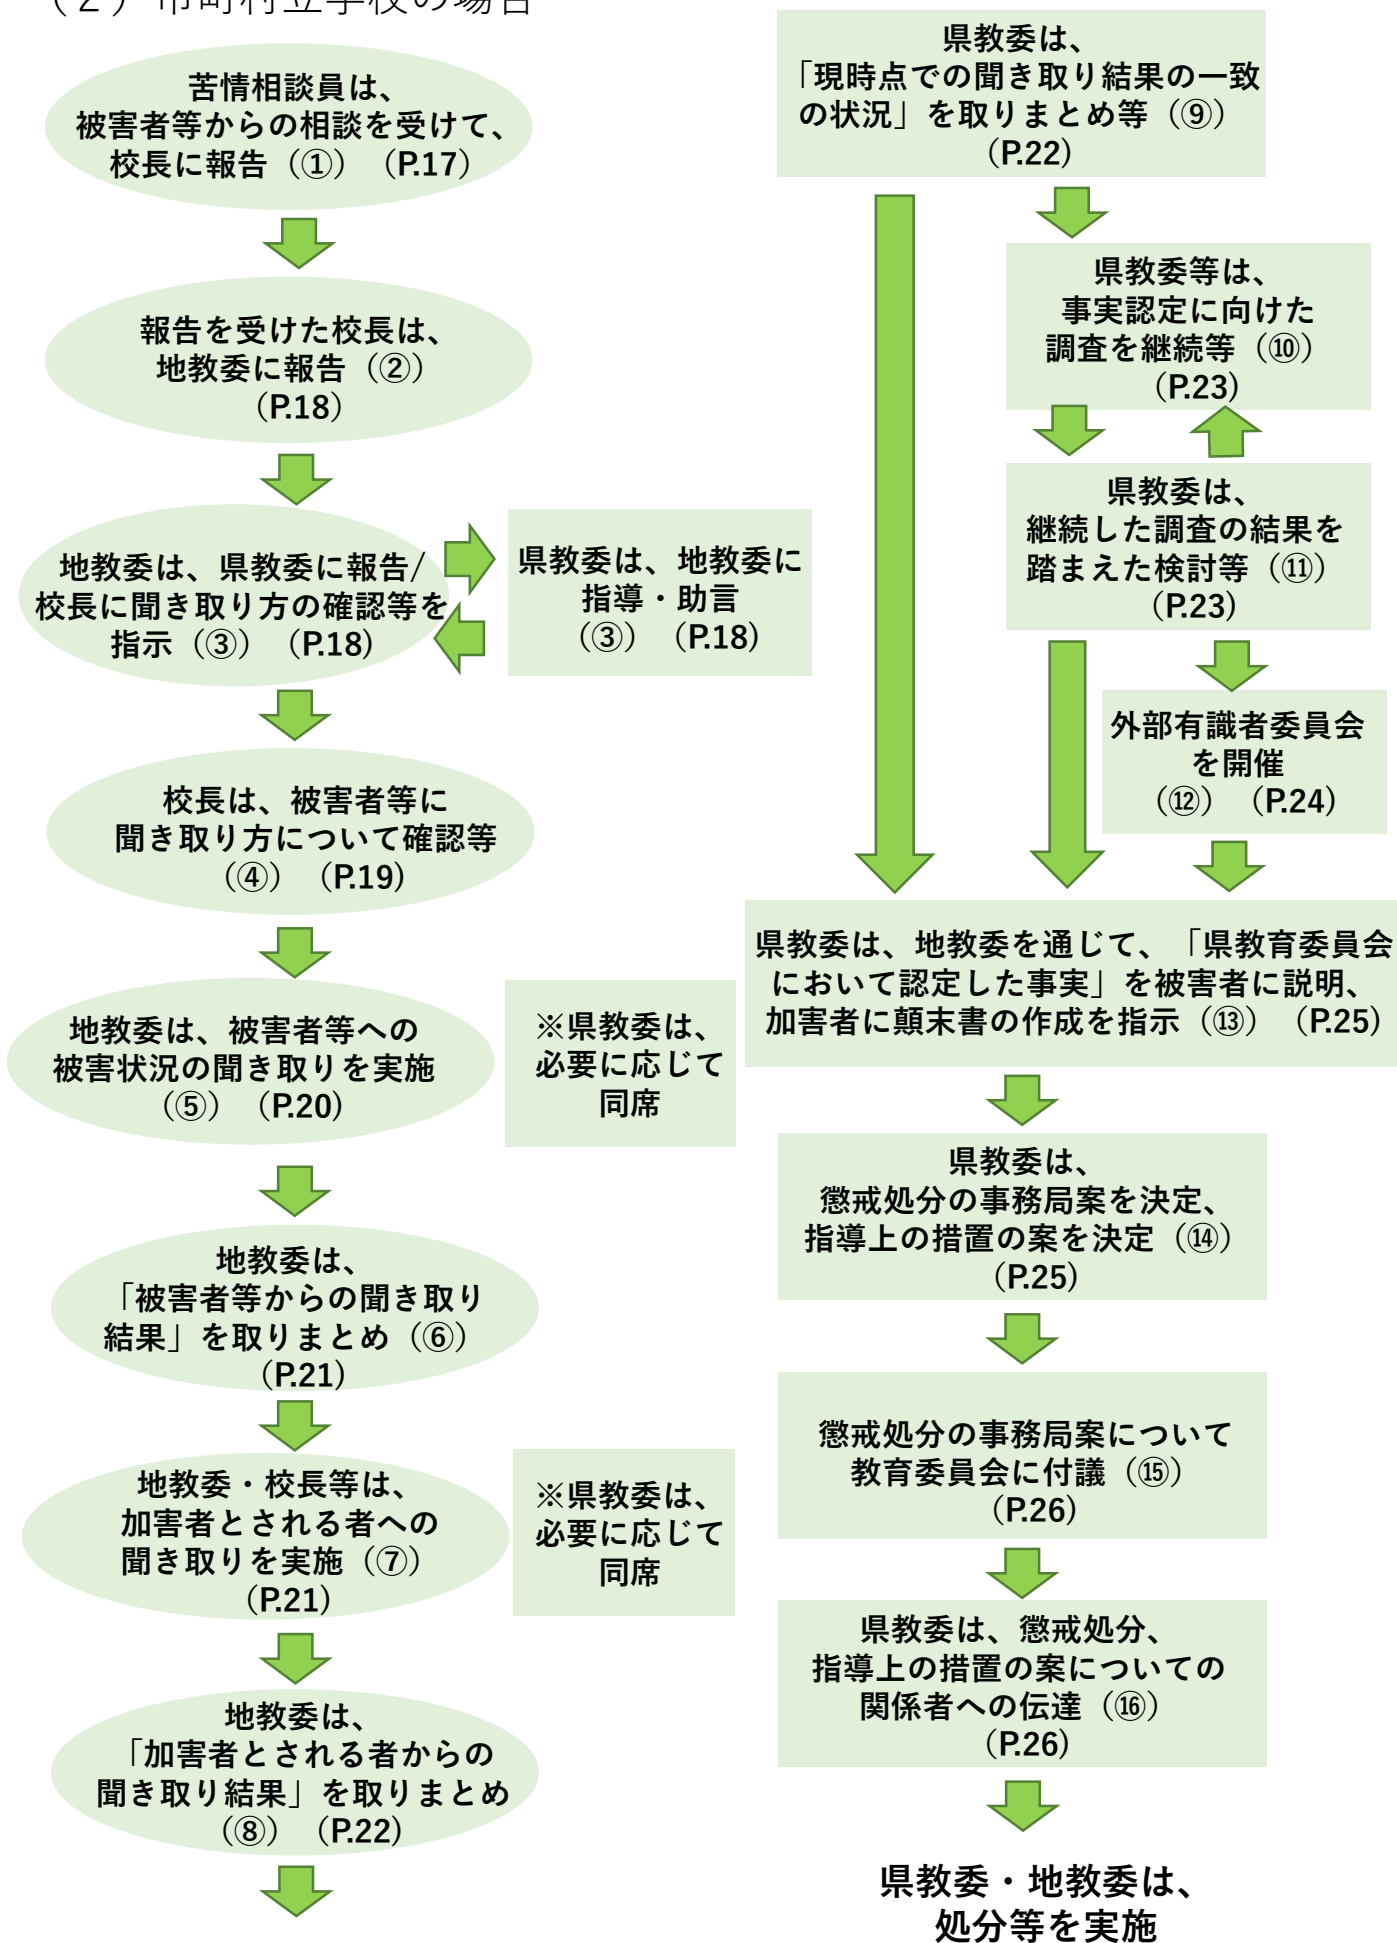 （２）市町村立学校の場合
苦情相談員は、
被害者等からの相談を受けて、
校長に報告（①）（P.17）
報告を受けた校長は、
地教委に報告（②）
（P.18）
地教委は、県教委に報告/
校長に聞き取り方の確認等を
指示（③）（P.18）
県教委は、地教委に
指導・助言
（③）（P.18）
校長は、被害者等に
聞き取り方について確認等
（④）（P.19）
地教委は、被害者等への
被害状況の聞き取りを実施
（⑤）（P.20）
※県教委は、
必要に応じて
同席
地教委は、
「被害者等からの聞き取り
結果」を取りまとめ（⑥）
（P.21）
地教委・校長等は、
加害者とされる者への
聞き取りを実施（⑦）
（P.21）
※県教委は、
必要に応じて
同席
地教委は、
「加害者とされる者からの
聞き取り結果」を取りまとめ
（⑧）（P.22）
県教委は、
「現時点での聞き取り結果の一致
の状況」を取りまとめ等（⑨）
（P.22）
県教委等は、
事実認定に向けた
調査を継続等（⑩）
（P.23）
県教委は、
継続した調査の結果を
踏まえた検討等（⑪）
（P.23）
外部有識者委員会
を開催
（⑫）（P.24）
県教委は、地教委を通じて、「県教育委員会
において認定した事実」を被害者に説明、
加害者に顛末書の作成を指示（⑬）（P.25）
県教委は、
懲戒処分の事務局案を決定、
指導上の措置の案を決定（⑭）
（P.25）
懲戒処分の事務局案について
教育委員会に付議（⑮）
（P.26）
県教委は、懲戒処分、
指導上の措置の案についての
関係者への伝達（⑯）
（P.26）
県教委・地教委は、
処分等を実施